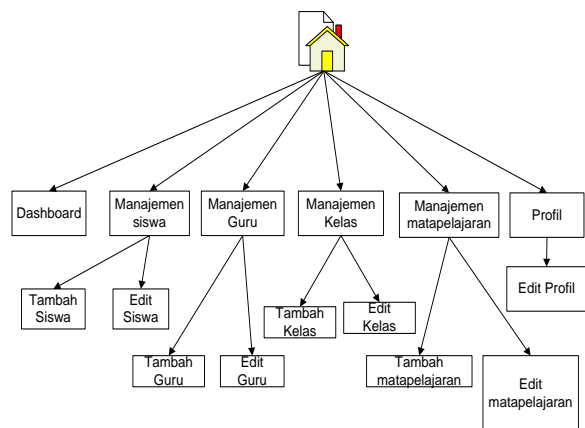 Dashboard
Manajemen
siswa
Manajemen
Guru
Manajemen
Kelas
Manajemen
matapelajaran
Profil
Tambah
Siswa
Edit
Siswa
Tambah
Kelas
Edit
Kelas
Edit Profil
Tambah
Guru
Edit
Guru
Tambah
matapelajaran
Edit
matapelajaran